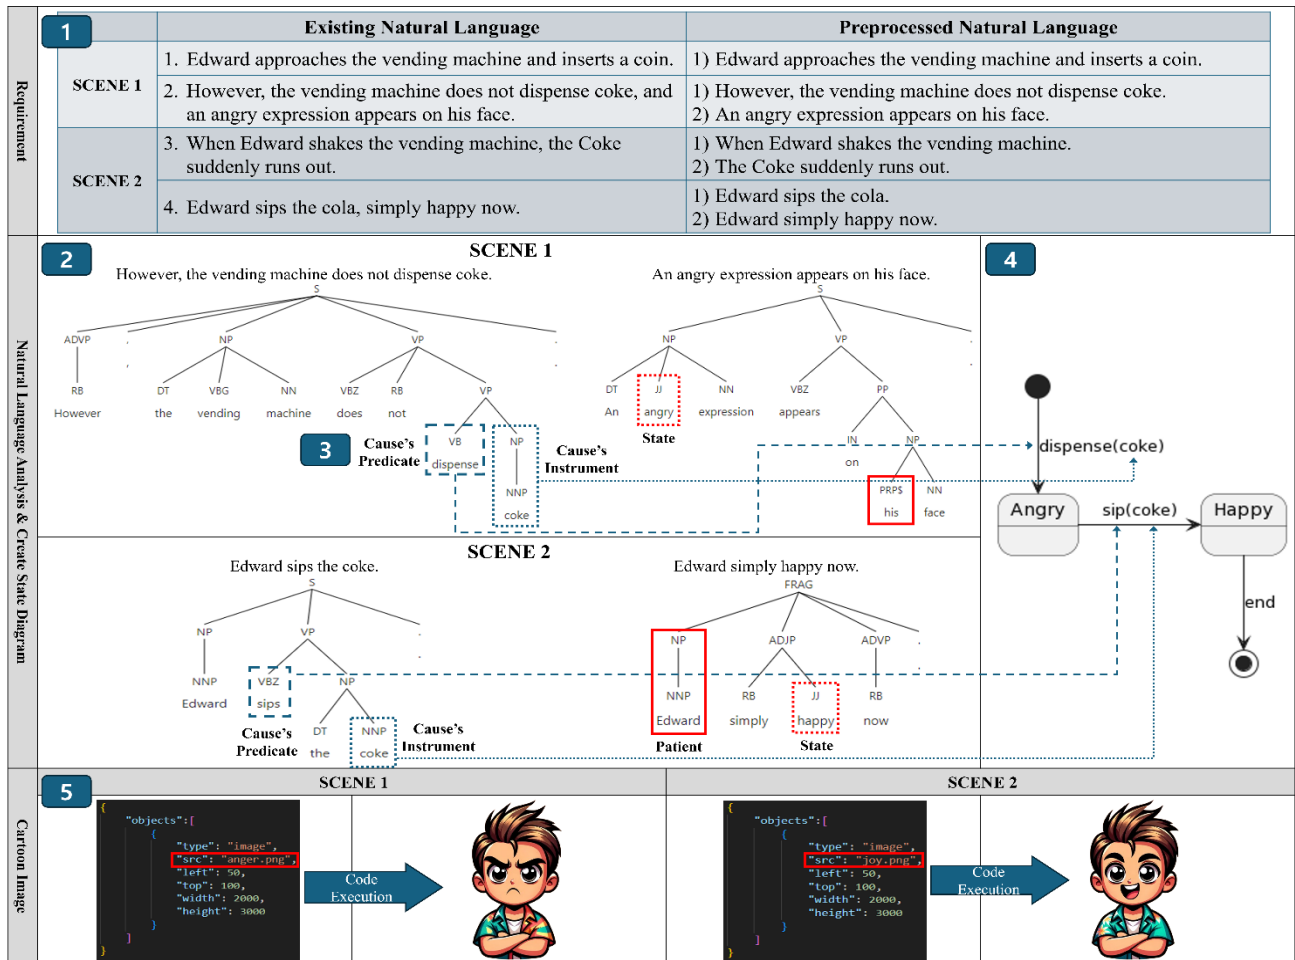 Requirement
1
Existing Natural Language
Preprocessed Natural Language
SCENE 1
1. Edward approaches the vending machine and inserts a coin.
1) Edward approaches the vending machine and inserts a coin.
2. However, the vending machine does not dispense coke, and
an angry expression appears on his face.
1) However, the vending machine does not dispense coke.
2) An angry expression appears on his face.
SCENE 2
3. When Edward shakes the vending machine, the Coke
suddenly runs out.
1) When Edward shakes the vending machine.
2) The Coke suddenly runs out.
4. Edward sips the cola, simply happy now.
1) Edward sips the cola.
2) Edward simply happy now.
Natural Language Analysis & Create State Diagram
2
SCENE 1
However, the vending machine does not dispense coke.
S
ADVP , NP VP .
RB DT VBG NN VBZ RB VP , .
However the vending machine does not
3
Cause's
Predicate
VB NP
dispense
NNP
coke
Cause's
Instrument
An angry expression appears on his face.
S
NP VP .
DT JJ NN VBZ PP .
An angry expression appears
State
IN NP
on
PRP$ NN
his face
SCENE 2
Edward sips the coke.
S
NP VP .
NNP VBZ NP .
Edward sips
Cause's
Predicate
DT NNP
the coke
Cause's
Instrument
Edward simply happy now.
FRAG
NP ADJP ADVP .
NNP RB JJ RB .
Edward simply happy now
Patient
State
4
dispense(coke)
Angry
sip(coke)
Happy
end
Cartoon Image
5
SCENE 1
{
"objects":[
{
"type": "image",
"src": "anger.png",
"left": 50,
"top": 100,
"width": 2000,
"height": 3000
}
]
}
Code
Execution
SCENE 2
{
"objects":[
{
"type": "image",
"src": "joy.png",
"left": 50,
"top": 100,
"width": 2000,
"height": 3000
}
]
}
Code
Execution